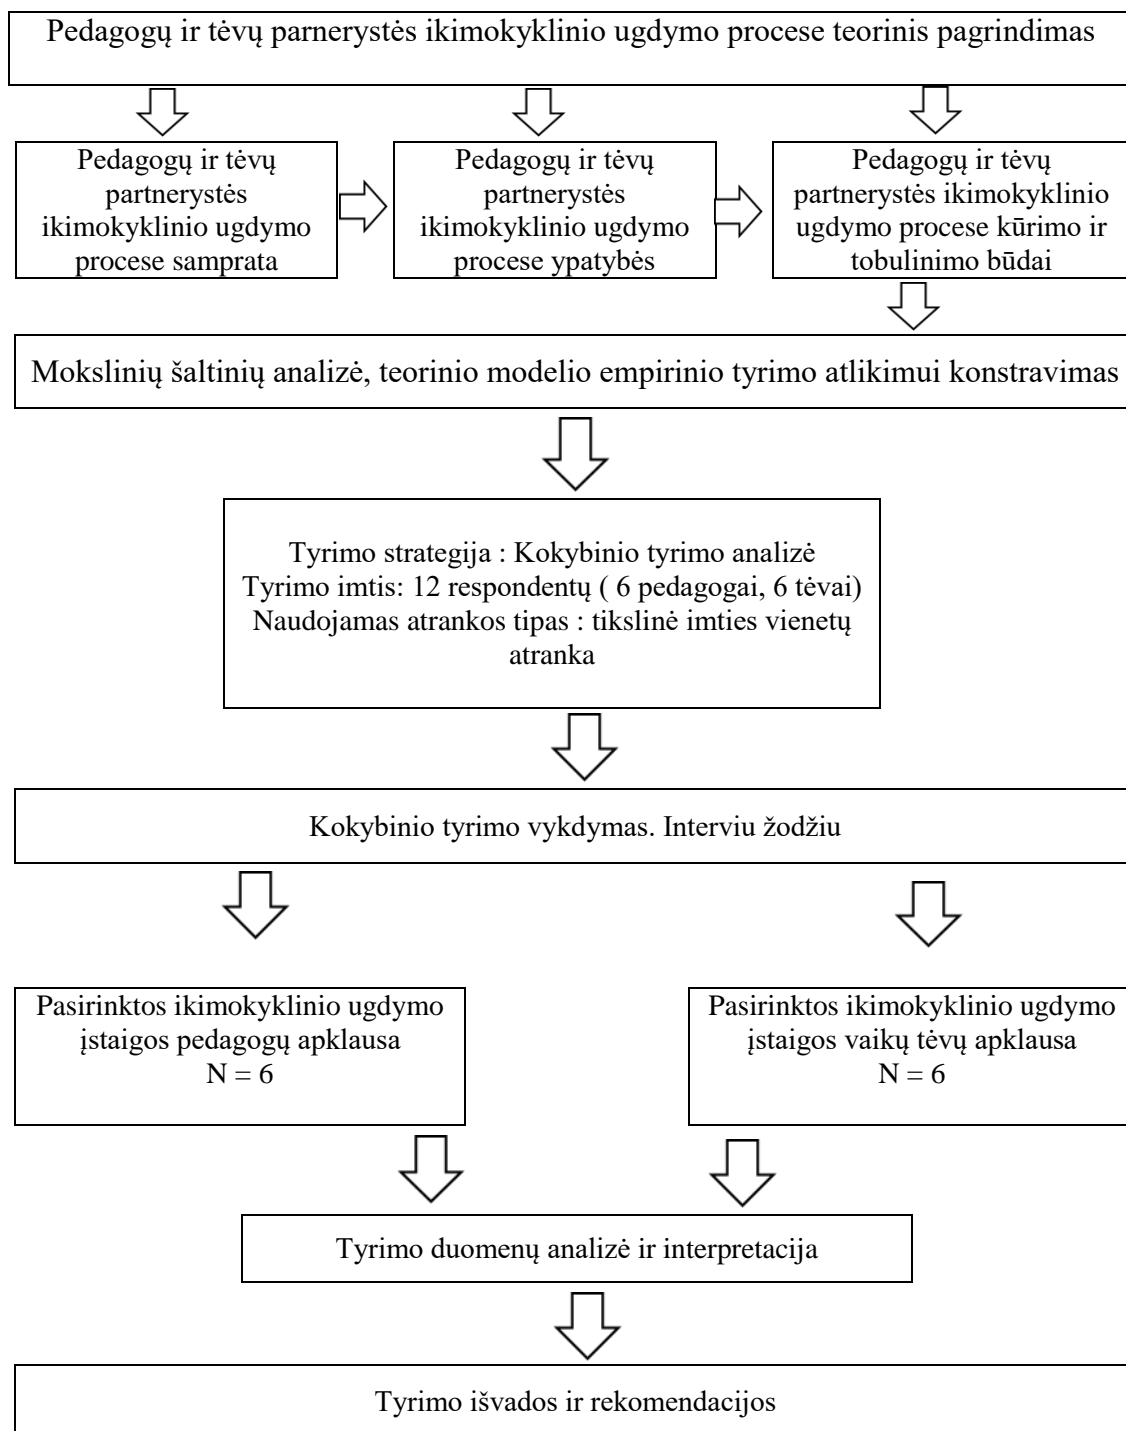 Pedagogų ir tėvų parnerystės ikimokyklinio ugdymo procese teorinis pagrindimas
Pedagogų ir tėvų
partnerystės
ikimokyklinio ugdymo
procese samprata
Pedagogų ir tėvų
partnerystės
ikimokyklinio ugdymo
procese ypatybės
Pedagogų ir tėvų
partnerystės ikimokyklinio
ugdymo procese kūrimo ir
tobulinimo būdai
Mokslinių šaltinių analizė, teorinio modelio empirinio tyrimo atlikimui konstravimas
Tyrimo strategija : Kokybinio tyrimo analizė
Tyrimo imtis: 12 respondentų ( 6 pedagogai, 6 tėvai)
Naudojamas atrankos tipas : tikslinė imties vienetų
atranka
Kokybinio tyrimo vykdymas. Interviu žodžiu
Pasirinktos ikimokyklinio ugdymo
įstaigos pedagogų apklausa
N = 6
Pasirinktos ikimokyklinio ugdymo
įstaigos vaikų tėvų apklausa
N = 6
Tyrimo duomenų analizė ir interpretacija
Tyrimo išvados ir rekomendacijos